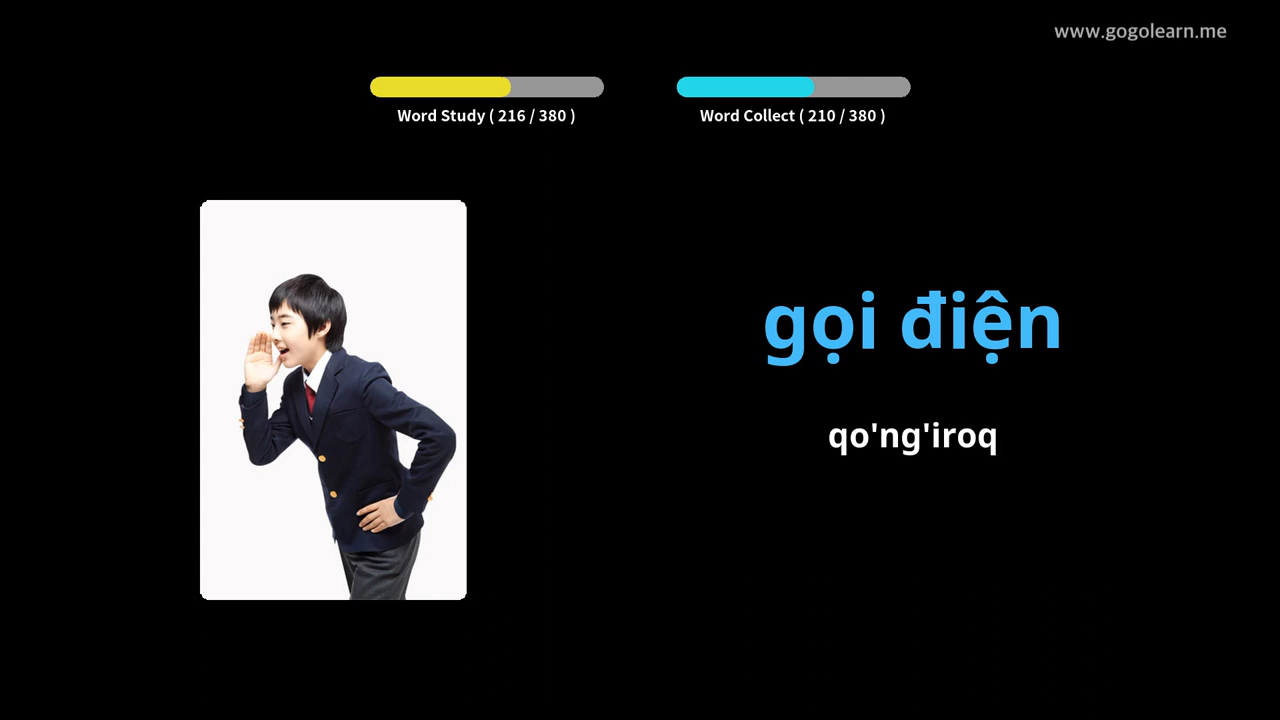 www.gogolearn.me
Word Study ( 216 / 380 )
Word Collect ( 210 / 380 )
gọi điện
qo'ng'iroq